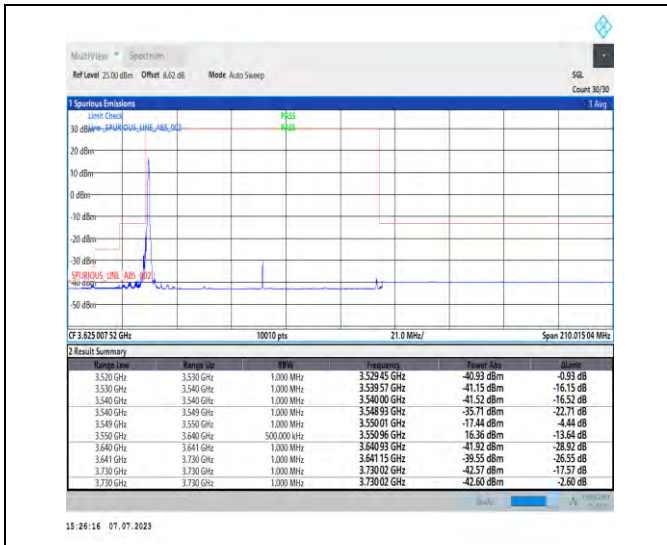 MultiView Spectrum
Ref Level 25.00 dBm Offset 8.62 dB Mode Auto Sweep SGL
Count 30/30
1 Spurious Emissions 1 Avg
Limit Check PASS
30 dBm Line _SPURIOUS_LINE_ABS_002 PASS
20 dBm
10 dBm
0 dBm
-10 dBm
-20 dBm
-30 dBm
_SPURIOUS_LINE_ABS_002
-40 dBm
-50 dBm
CF 3.625 007 52 GHz 10010 pts 21.0 MHz/ Span 210.015 04 MHz
2 Result Summary
Range Low Range Up RBW Frequency Power Abs ΔLimit
3.520 GHz 3.530 GHz 1.000 MHz 3.529 45 GHz -40.93 dBm -0.93 dB
3.530 GHz 3.540 GHz 1.000 MHz 3.539 57 GHz -41.15 dBm -16.15 dB
3.540 GHz 3.540 GHz 1.000 MHz 3.540 00 GHz -41.52 dBm -16.52 dB
3.540 GHz 3.549 GHz 1.000 MHz 3.548 93 GHz -35.71 dBm -22.71 dB
3.549 GHz 3.550 GHz 1.000 MHz 3.550 01 GHz -17.44 dBm -4.44 dB
3.550 GHz 3.640 GHz 500.000 kHz 3.550 96 GHz 16.36 dBm -13.64 dB
3.640 GHz 3.641 GHz 1.000 MHz 3.640 93 GHz -41.92 dBm -28.92 dB
3.641 GHz 3.730 GHz 1.000 MHz 3.641 15 GHz -39.55 dBm -26.55 dB
3.730 GHz 3.730 GHz 1.000 MHz 3.730 02 GHz -42.57 dBm -17.57 dB
3.730 GHz 3.730 GHz 1.000 MHz 3.730 02 GHz -42.60 dBm -2.60 dB
15:26:16 07.07.2023